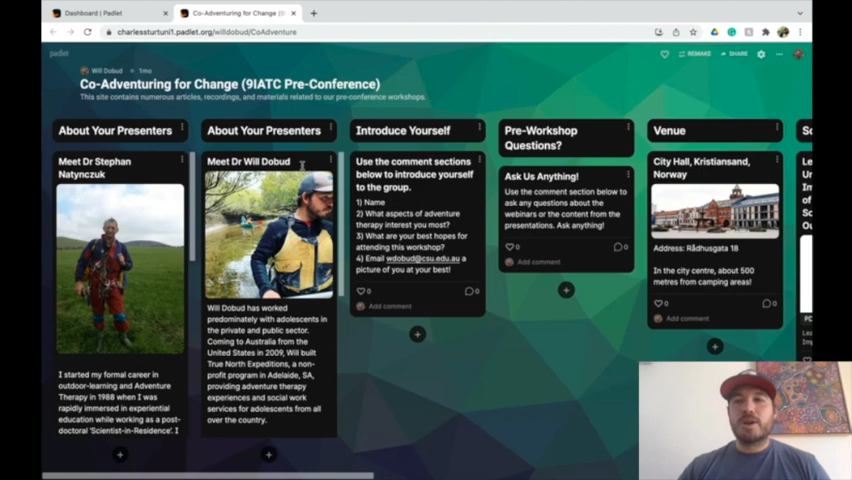 Dashboard | Padlet
Co-Adventuring for Change (9I
charlessturtuni1.padlet.org/willdobud/CoAdventure
padlet
REMAKE
SHARE
Will Dobud
1mo
Co-Adventuring for Change (9IATC Pre-Conference)
This site contains numerous articles, recordings, and materials related to our pre-conference workshops.
About Your Presenters
Meet Dr Stephan
Natynczuk
I started my formal career in
outdoor-learning and Adventure
Therapy in 1988 when I was
rapidly immersed in experiential
education while working as a post-
doctoral 'Scientist-in-Residence'. I
About Your Presenters
Meet Dr Will Dobud
Will Dobud has worked
predominately with adolescents in
the private and public sector.
Coming to Australia from the
United States in 2009, Will built
True North Expeditions, a non-
profit program in Adelaide, SA,
providing adventure therapy
experiences and social work
services for adolescents from all
over the country.
Introduce Yourself
Use the comment sections
below to introduce yourself
to the group.
1) Name
2) What aspects of adventure
therapy interest you most?
3) What are your best hopes for
attending this workshop?
4) Email wdobud@csu.edu.au a
picture of you at your best!
0
0
Add comment
Pre-Workshop
Questions?
Ask Us Anything!
Use the comment section below to
ask any questions about the
webinars or the content from the
presentations. Ask anything!
0
0
Add comment
Venue
City Hall, Kristiansand,
Norway
Address: Rådhusgata 18
In the city centre, about 500
metres from camping areas!
0
0
Add comment